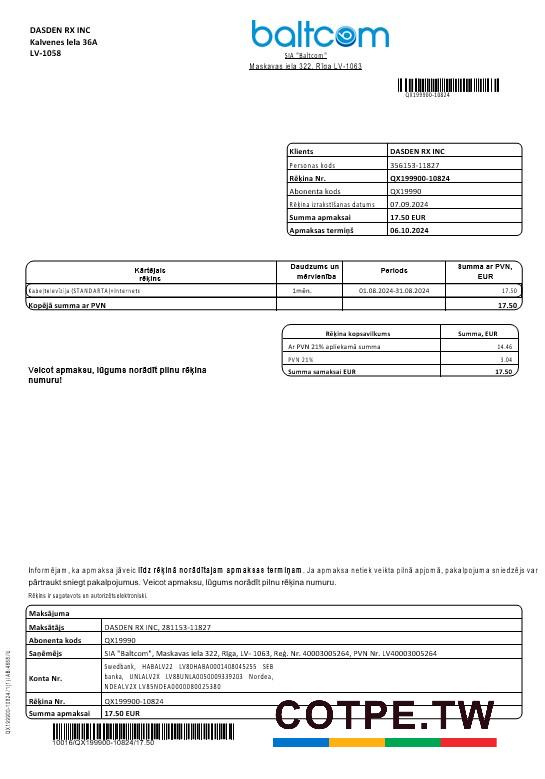 DASDEN RX INC
Kalvenes Iela 36A
LV-1058
baltcom
SIA "Baltcom"
Maskavas iela 322, Rīga LV-1063
QX199900-10824
Klients DASDEN RX INC
Personas kods 356153-11827
Rēķina Nr. QX199900-10824
Abonenta kods QX19990
Rēķina izrakstīšanas datums 07.09.2024
Summa apmaksai 17.50 EUR
Apmaksas termiņš 06.10.2024
Kārtējais rēķins Daudzums un mērvienība Periods Summa ar PVN, EUR
Kabeļtelevīzija (STANDARTA)+Internets 1mēn. 01.08.2024-31.08.2024 17.50
Kopējā summa ar PVN 17.50
Rēķina kopsavilkums Summa, EUR
Ar PVN 21% apliekamā summa 14.46
PVN 21% 3.04
Summa samaksai EUR 17.50
Veicot apmaksu, lūgums norādīt pilnu rēķina
numuru!
Informējam, ka apmaksa jāveic līdz rēķinā norādītajam apmaksas termiņam. Ja apmaksa netiek veikta pilnā apjomā, pakalpojuma sniedzējs var
pārtraukt sniegt pakalpojumus. Veicot apmaksu, lūgums norādīt pilnu rēķina numuru.
Rēķins ir sagatavots un autorizēts elektroniski.
Maksājuma
Maksātājs DASDEN RX INC, 281153-11827
Abonenta kods QX19990
Saņēmējs SIA "Baltcom", Maskavas iela 322, Rīga, LV- 1063, Reģ. Nr. 40003005264, PVN Nr. LV40003005264
Konta Nr. Swedbank, HABALV22 LV8DHABA0001408045255 SEB
banka, UNLALV2X LV88UNLA0050009339203 Nordea,
NDEALV2X LV85NDEA0000080025380
Rēķina Nr. QX199900-10824
Summa apmaksai 17.50 EUR
10016/QX199900-10824/17.50
COTPE.TW